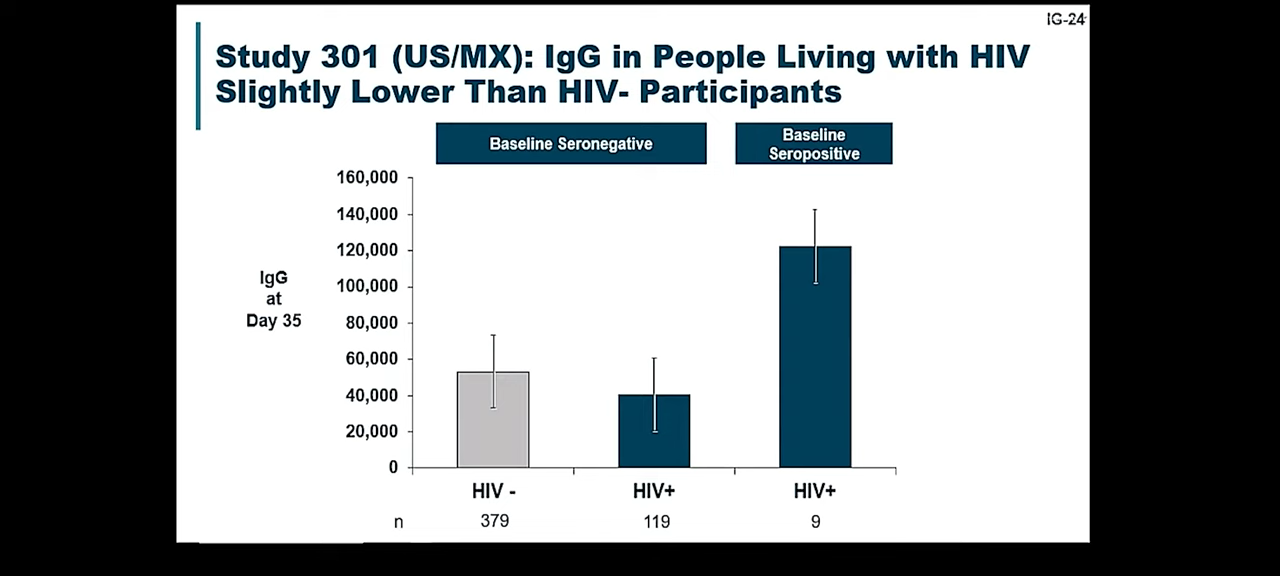 IG-24
Study 301 (US/MX): IgG in People Living with HIV
Slightly Lower Than HIV- Participants
Baseline Seronegative
Baseline
Seropositive
160,000
140,000
120,000
100,000
80,000
60,000
40,000
20,000
0
IgG
at
Day 35
HIV - HIV+ HIV+
n 379 119 9